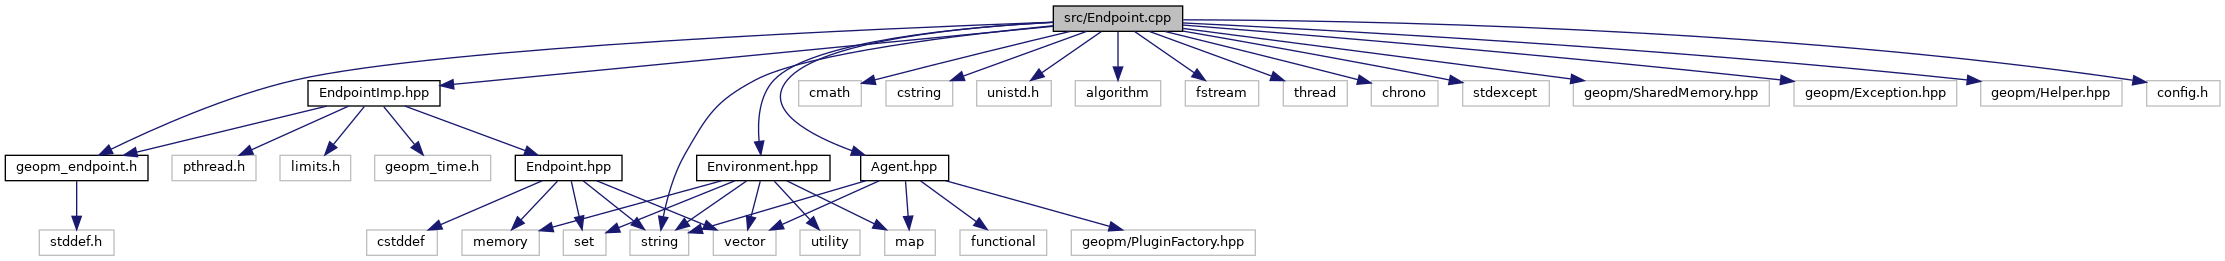 src/Endpoint.cpp
EndpointImp.hpp
cmath
cstring
unistd.h
algorithm
fstream
thread
chrono
stdexcept
geopm/SharedMemory.hpp
geopm/Exception.hpp
geopm/Helper.hpp
config.h
geopm_endpoint.h
pthread.h
limits.h
geopm_time.h
Endpoint.hpp
Environment.hpp
Agent.hpp
stddef.h
cstddef
memory
set
string
vector
utility
map
functional
geopm/PluginFactory.hpp